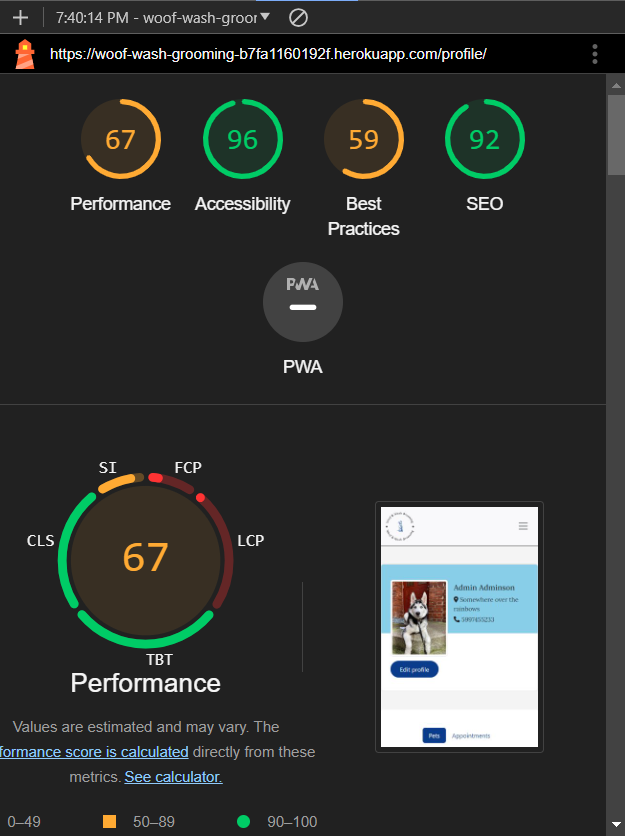 7:40:14 PM - woof-wash-groor
https://woof-wash-grooming-b7fa1160192f.herokuapp.com/profile/
67
96
59
92
Performance
Accessibility
Best
Practices
SEO
PWA
PWA
SI
FCP
CLS
LCP
67
TBT
Performance
Values are estimated and may vary. The
formance score is calculated directly from these
metrics. See calculator.
0–49
50–89
90–100
Admin Adminson
Somewhere over the
rainbows
Edit profile
Pets
Appointments